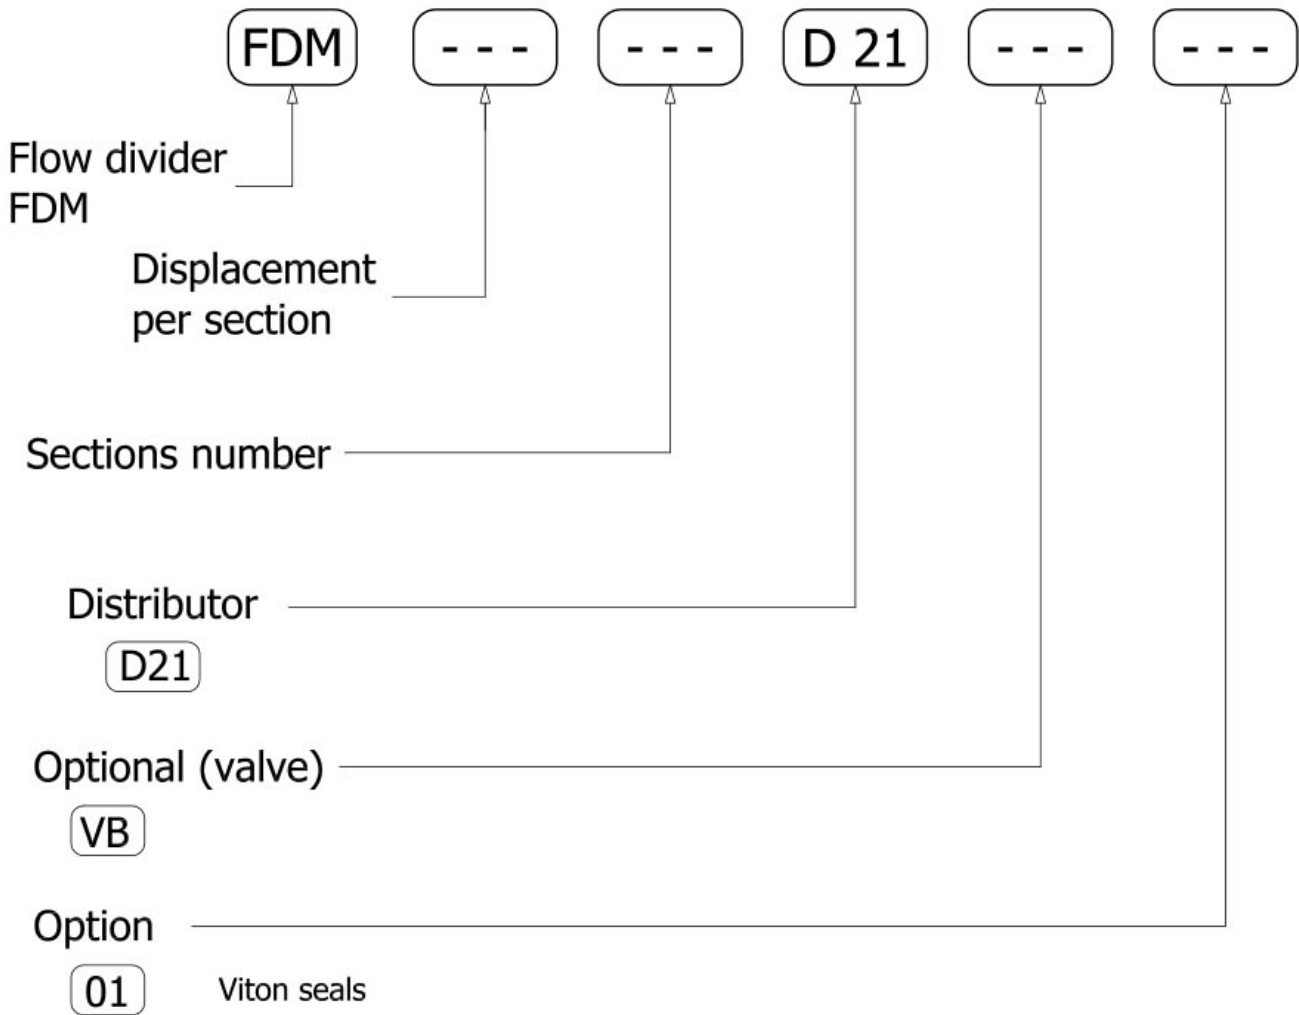 FDM --- --- D 21 --- ---
Flow divider
FDM
Displacement
per section
Sections number
Distributor
D21
Optional (valve)
VB
Option
01 Viton seals